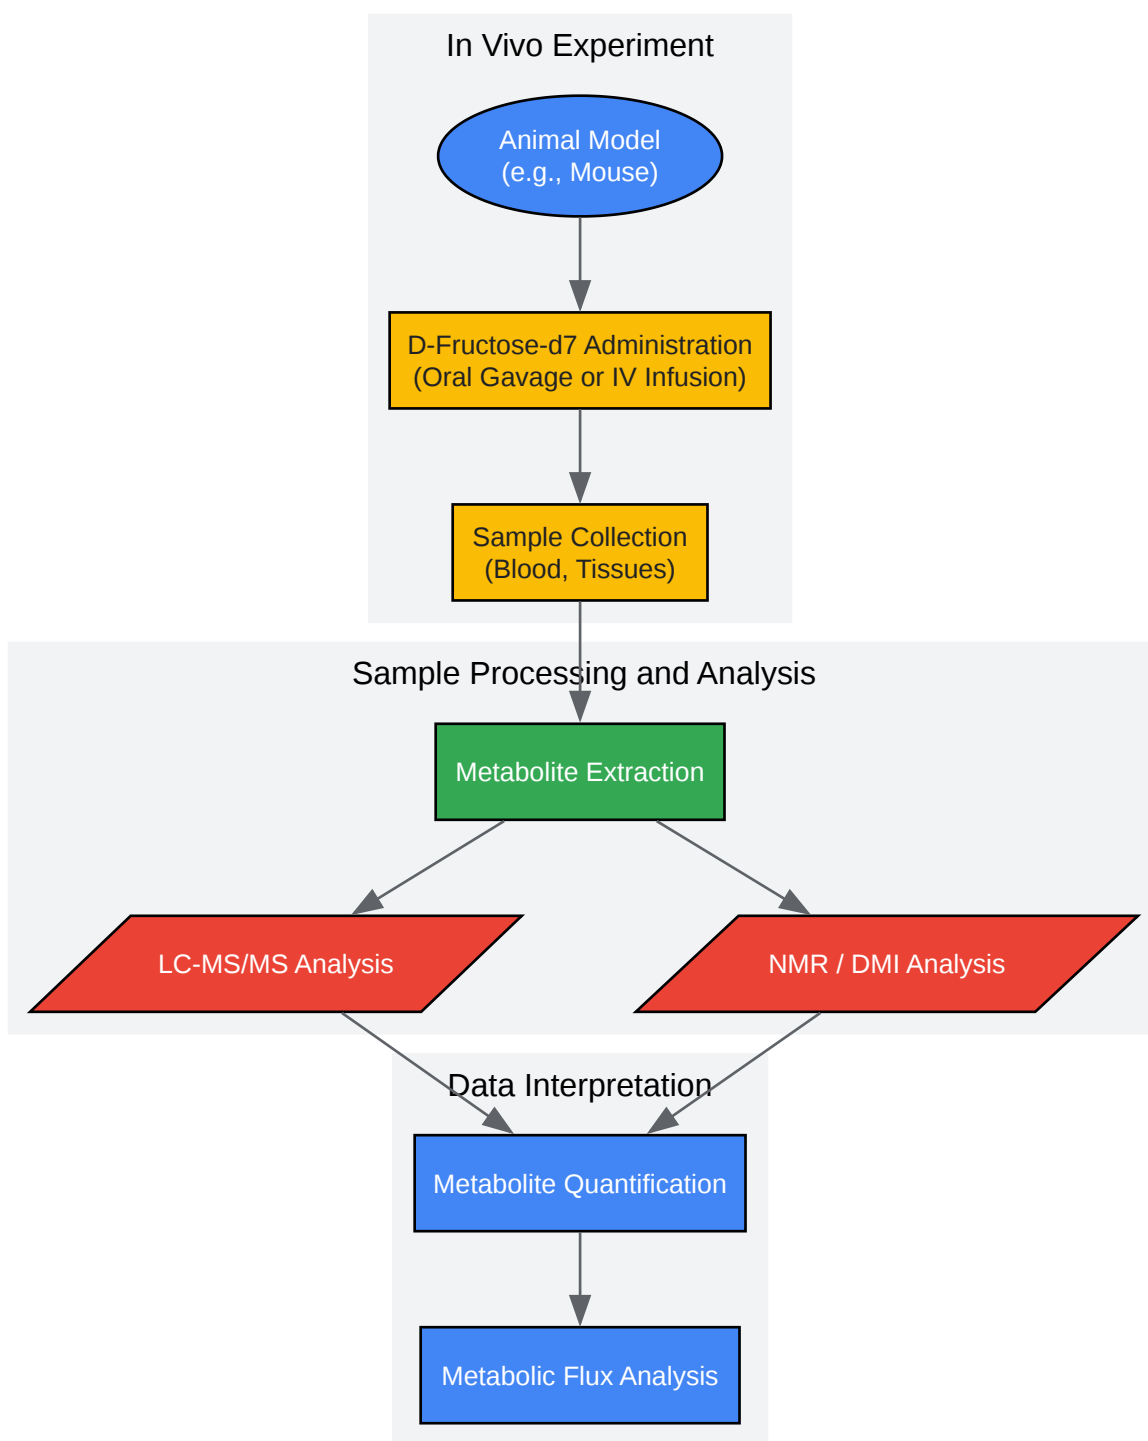 In Vivo Experiment
Animal Model
(e.g., Mouse)
D-Fructose-d7 Administration
(Oral Gavage or IV Infusion)
Sample Collection
(Blood, Tissues)
Sample Processing and Analysis
Metabolite Extraction
LC-MS/MS Analysis
NMR / DMI Analysis
Data Interpretation
Metabolite Quantification
Metabolic Flux Analysis